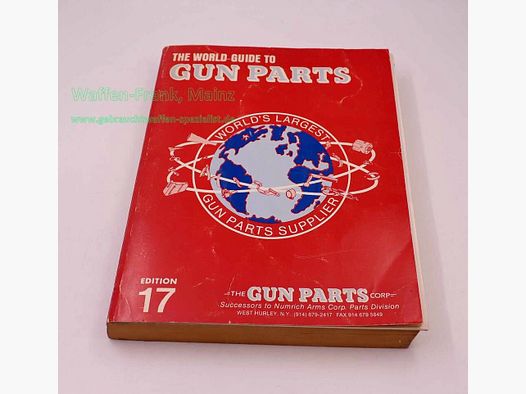 THE WORLD GUIDE TO
GUN PARTS
Waffen-Frank, Mainz
www.gebrauchtwaffen-spezialist.de
WORLD'S LARGEST
GUN PARTS SUPPLIER
EDITION
17
THE GUN PARTS CORP
Successors to Numrich Arms Corp. Parts Division
WEST HURLEY, N.Y. (914) 679-2417 FAX 914 679 5849